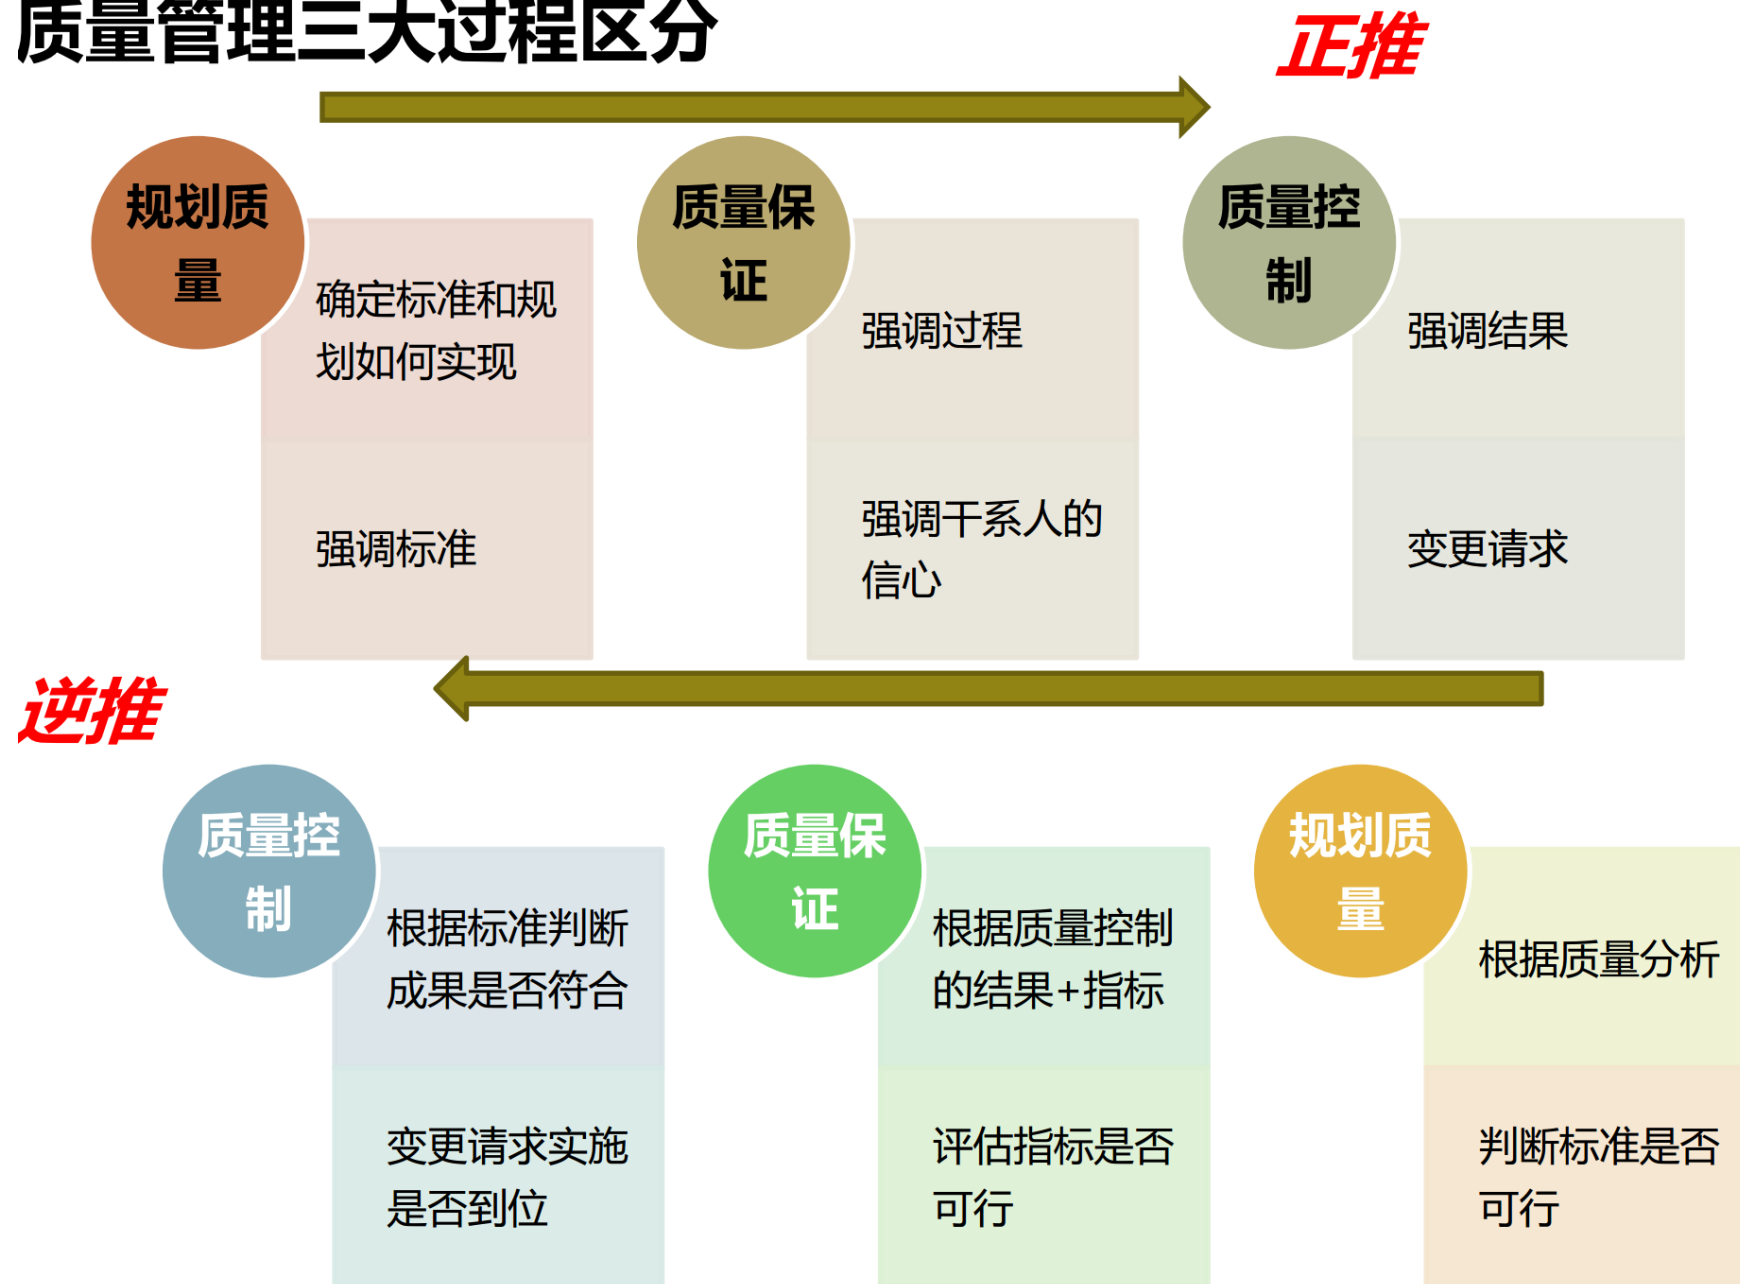 质量管理三大过程区分
正推
规划质
量
确定标准和规
划如何实现
强调标准
质量保
证
强调过程
强调干系人的
信心
质量控
制
强调结果
变更请求
逆推
质量控
制
根据标准判断
成果是否符合
变更请求实施
是否到位
质量保
证
根据质量控制
的结果+指标
评估指标是否
可行
规划质
量
根据质量分析
判断标准是否
可行